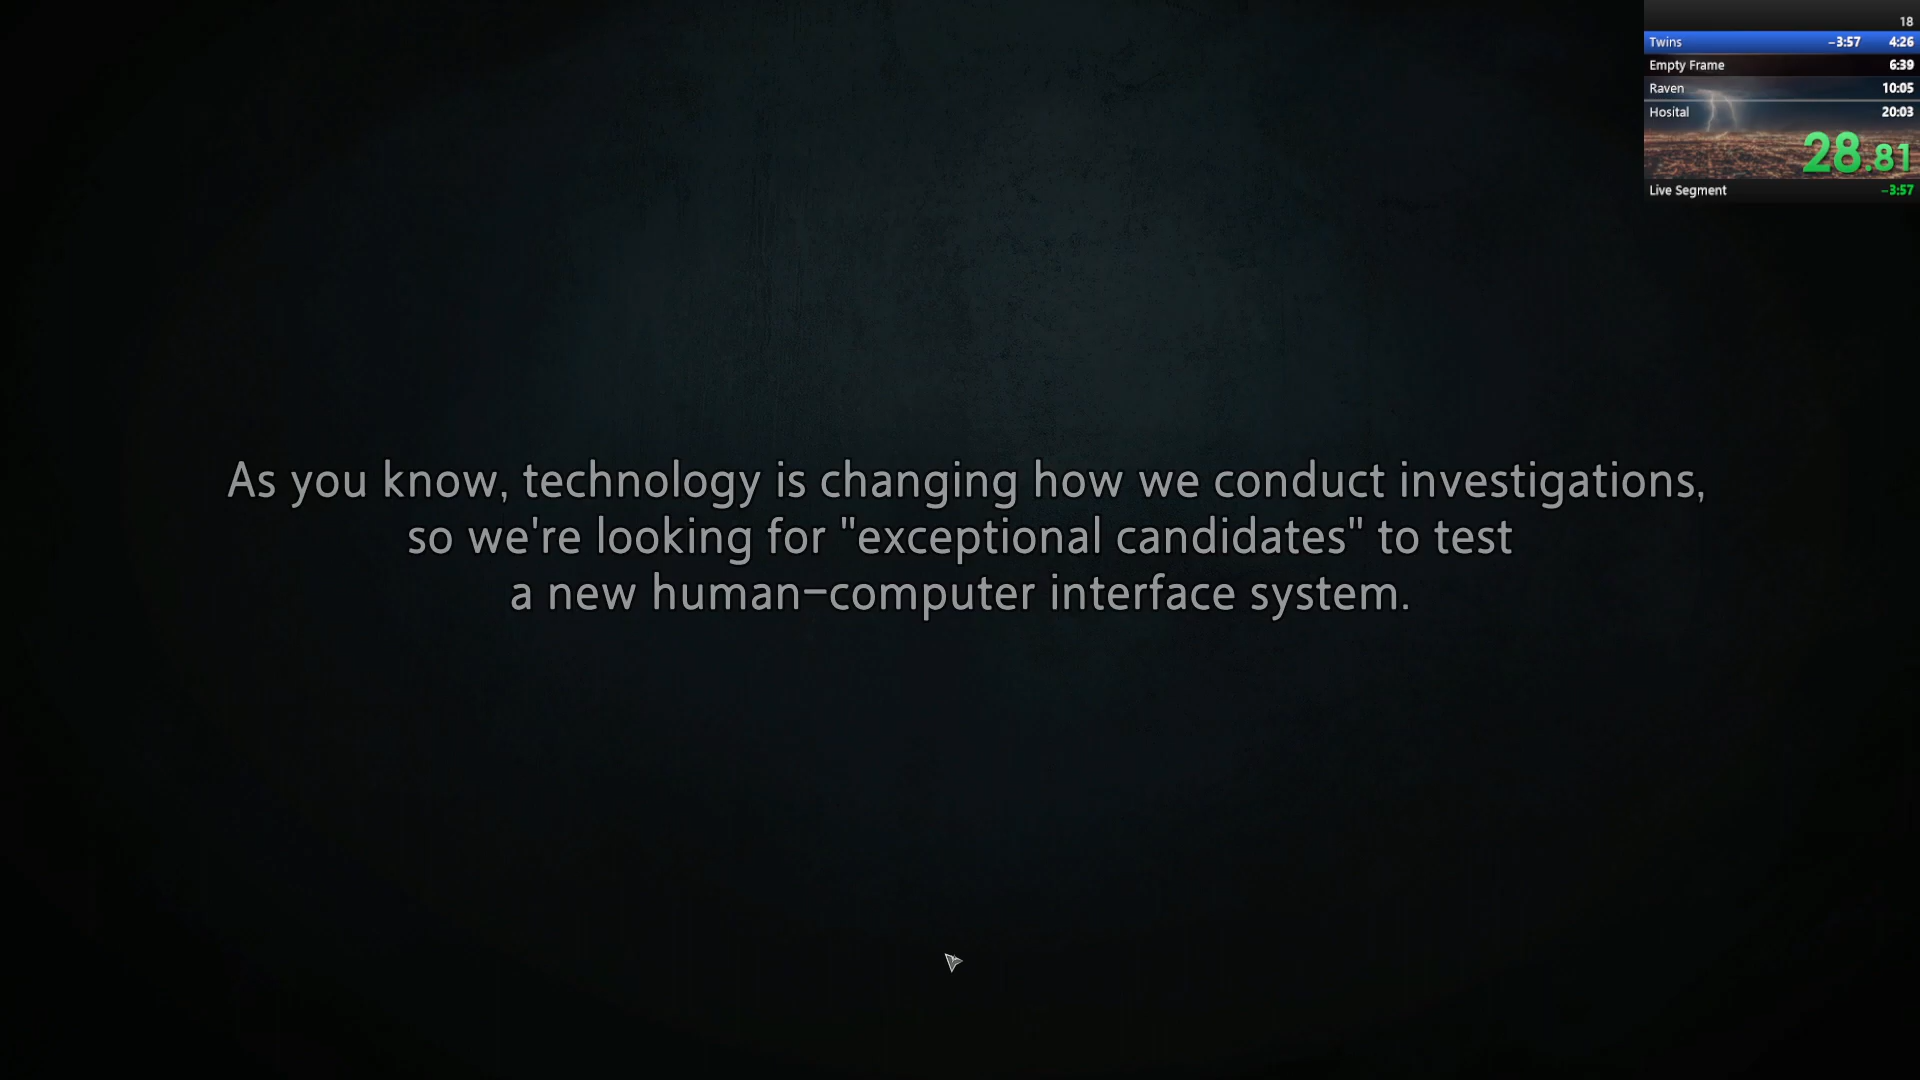 18
Twins −3:57 4:26
Empty Frame 6:39
Raven 10:05
Hosital 20:03
28.81
Live Segment −3:57
As you know, technology is changing how we conduct investigations,
so we're looking for "exceptional candidates" to test
a new human−computer interface system.